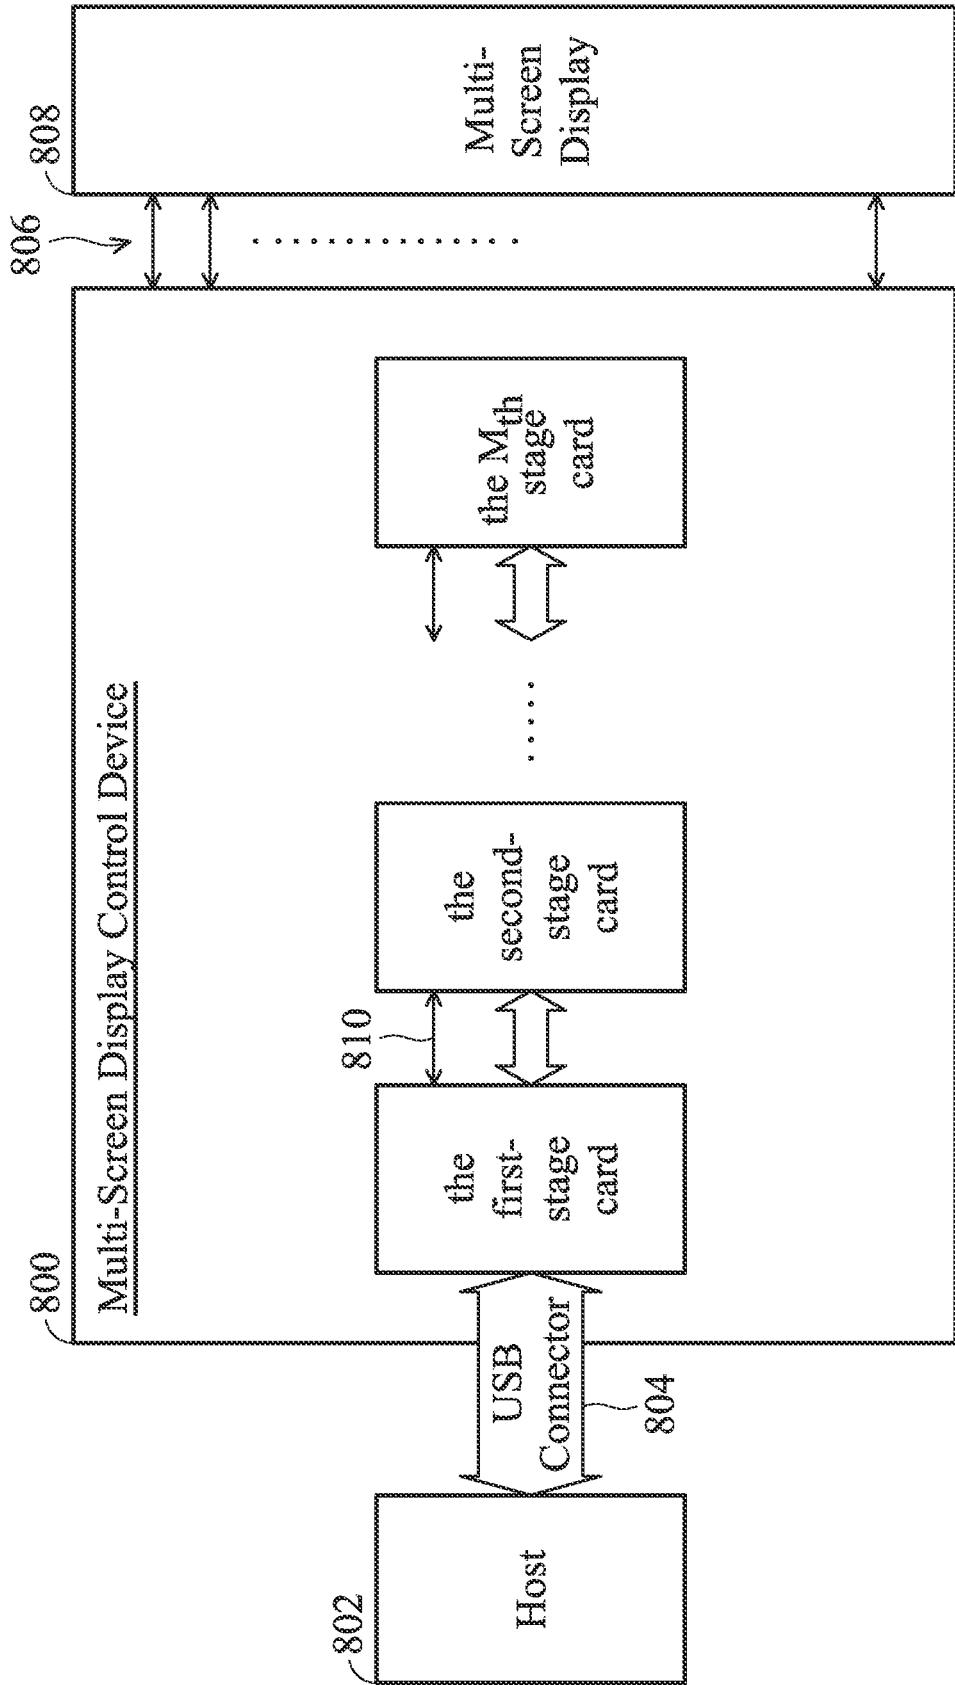 800
Multi-Screen Display Control Device
802
Host
USB
Connector
804
the
first-
stage
card
810
the
second-
stage
card
.....
the Mth
stage
card
806
...............
808
Multi-
Screen
Display